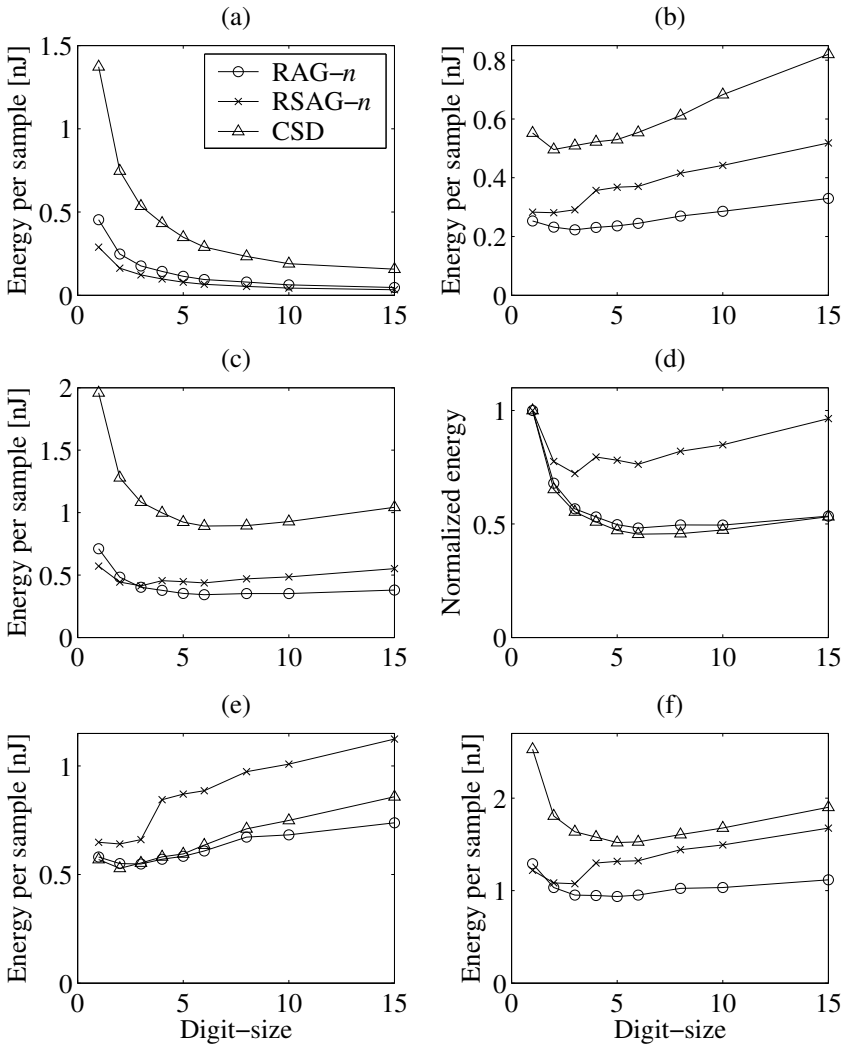 (a)
Energy per sample [nJ]
1.5
1
0.5
0
0 5 10 15
RAG–n
RSAG–n
CSD
(b)
Energy per sample [nJ]
0.8
0.6
0.4
0.2
0
0 5 10 15
(c)
Energy per sample [nJ]
2
1.5
1
0.5
0
0 5 10 15
(d)
Normalized energy
1
0.5
0
0 5 10 15
(e)
Energy per sample [nJ]
1
0.5
0
0 5 10 15
Digit–size
(f)
Energy per sample [nJ]
2
1
0
0 5 10 15
Digit–size